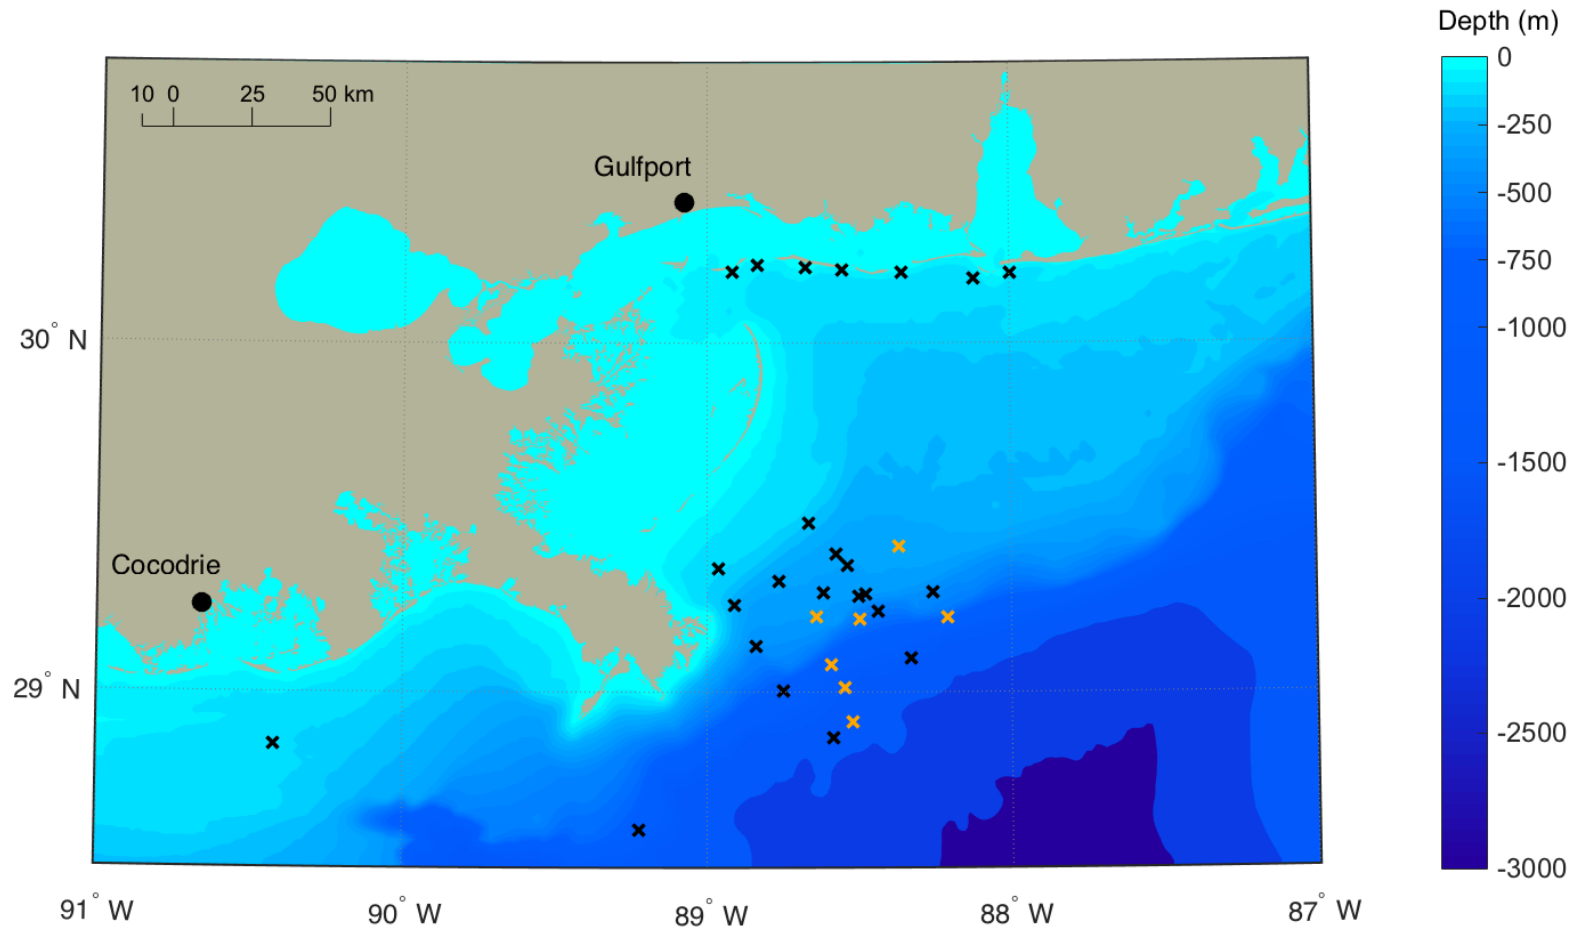 Depth (m)
10 0 25 50 km
0
-250
-500
-750
-1000
-1500
-2000
-2500
-3000
Gulfport
Cocodrie
30° N
29° N
91° W
90° W
89° W
88° W
87° W